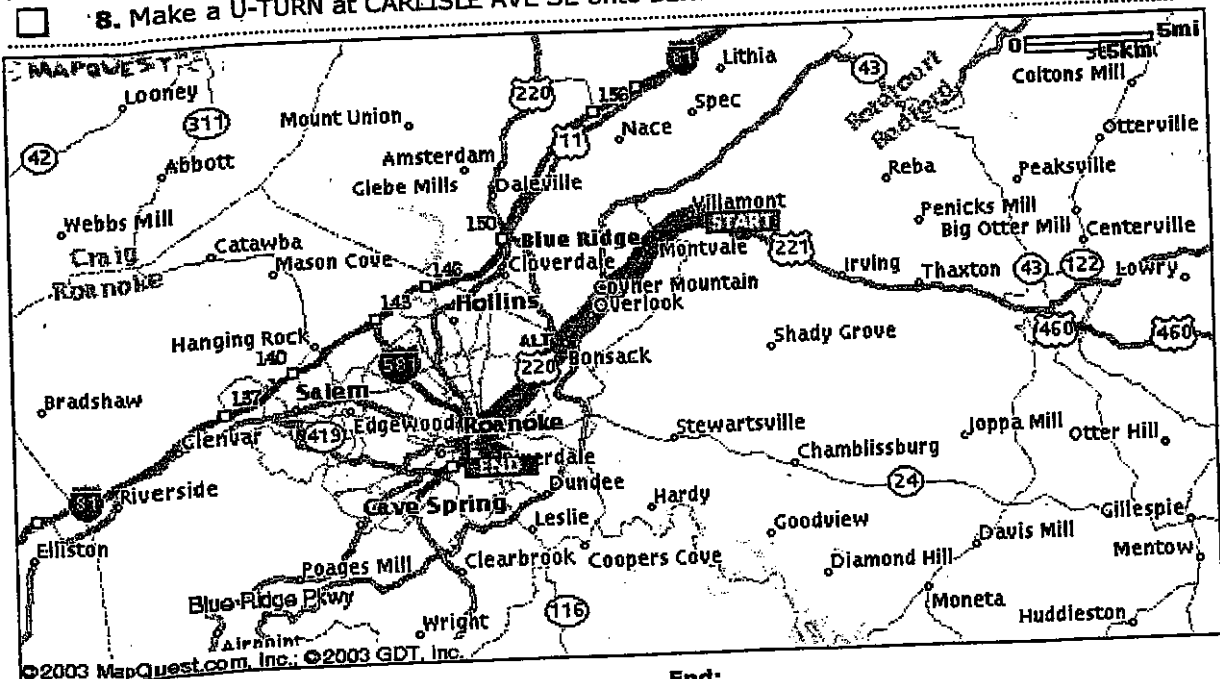 8. Make a U-TURN at CARLISLE AVE SE onto
MAPQUEST
0 5mi
5km
Looney
311
Mount Union
220
81
Lithia
43
Botetourt
Bedford
Coltons Mill
156
Spec
11
Nace
Otterville
42
Abbott
Amsterdam
Reba
Peaksville
Glebe Mills
Daleville
Villamont
START
Penicks Mill
Webbs Mill
150
Blue Ridge
Montvale
221
Big Otter Mill
Centerville
Craig
Catawba
Cloverdale
Irving
Thaxton
43
122
Lowry
Roanoke
Mason Cove
146
Coyner Mountain
143
Hollins
Overlook
Hanging Rock
ALT
220
Bonsack
Shady Grove
460
460
140
581
Bradshaw
137
Salem
Edgewood
Roanoke
Stewartsville
Joppa Mill
Otter Hill
Glenvar
419
6
END
Chamblissburg
81
Riverside
Dundee
Hardy
24
Gillespie
Cave Spring
Leslie
Goodview
Davis Mill
Mentow
Elliston
Poages Mill
Clearbrook
Coopers Cove
Diamond Hill
Blue Ridge Pkwy
116
Moneta
Huddleston
Wright
Airpoint
©2003 MapQuest.com, Inc.; ©2003 GDT, Inc.
End: